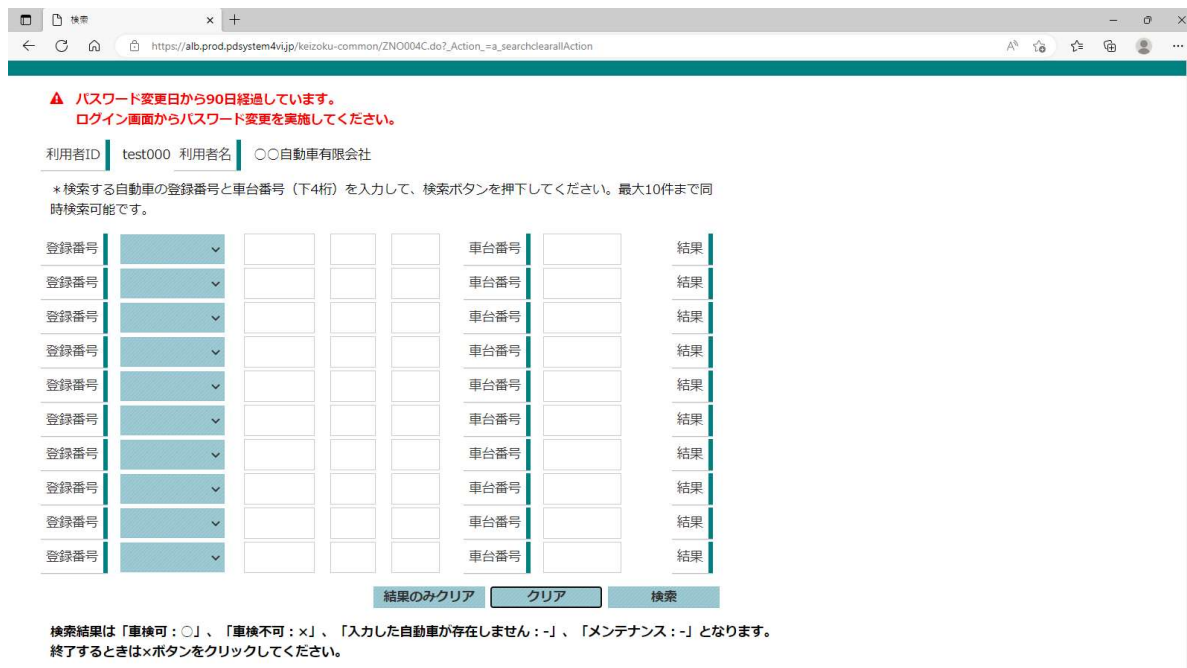 検索
https://alb.prod.pdsystem4vi.jp/keizoku-common/ZNO004C.do?_Action_=a_searchclearallAction
パスワード変更日から90日経過しています。
ログイン画面からパスワード変更を実施してください。
利用者ID test000 利用者名 〇〇自動車有限会社
*検索する自動車の登録番号と車台番号（下4桁）を入力して、検索ボタンを押下してください。最大10件まで同
時検索可能です。
登録番号 車台番号 結果
登録番号 車台番号 結果
登録番号 車台番号 結果
登録番号 車台番号 結果
登録番号 車台番号 結果
登録番号 車台番号 結果
登録番号 車台番号 結果
登録番号 車台番号 結果
登録番号 車台番号 結果
登録番号 車台番号 結果
結果のみクリア クリア 検索
検索結果は「車検可：○」、「車検不可：×」、「入力した自動車が存在しません：-」、「メンテナンス：-」となります。
終了するときは×ボタンをクリックしてください。